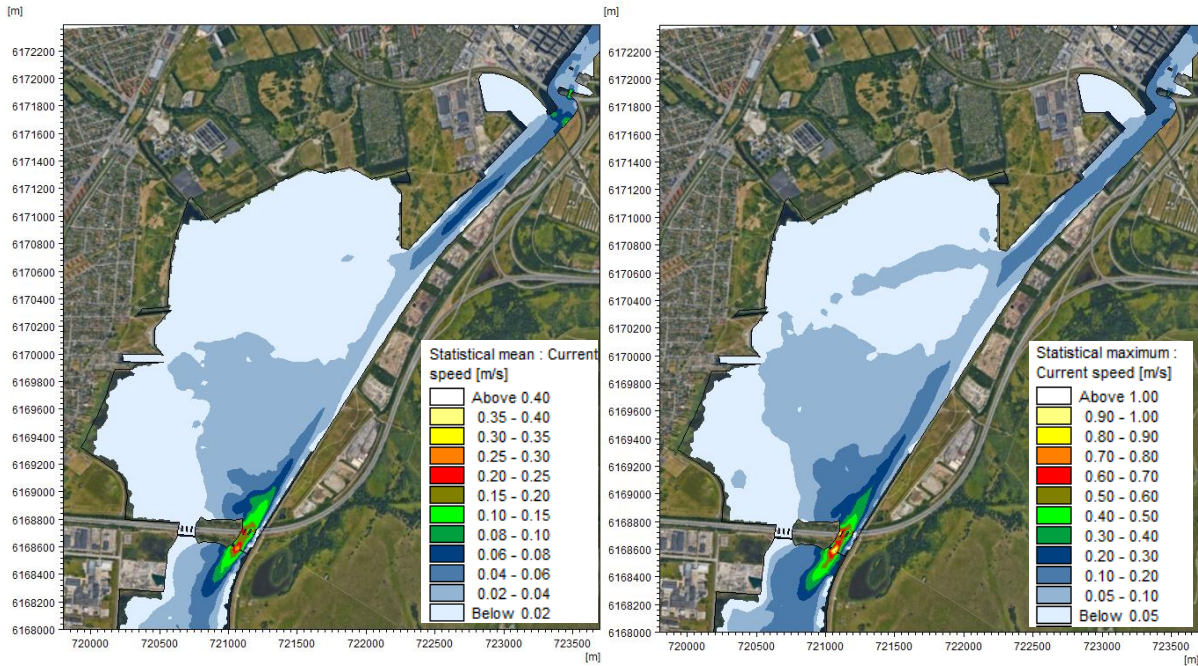 [m]
6172200
6172000
6171800
6171600
6171400
6171200
6171000
6170800
6170600
6170400
6170200
6170000
6169800
6169600
6169400
6169200
6169000
6168800
6168600
6168400
6168200
6168000
Statistical mean : Current
speed [m/s]
Above 0.40
0.35 - 0.40
0.30 - 0.35
0.25 - 0.30
0.20 - 0.25
0.15 - 0.20
0.10 - 0.15
0.08 - 0.10
0.06 - 0.08
0.04 - 0.06
0.02 - 0.04
Below 0.02
720000 720500 721000 721500 722000 722500 723000 723500
[m]
[m]
6172200
6172000
6171800
6171600
6171400
6171200
6171000
6170800
6170600
6170400
6170200
6170000
6169800
6169600
6169400
6169200
6169000
6168800
6168600
6168400
6168200
6168000
Statistical maximum :
Current speed [m/s]
Above 1.00
0.90 - 1.00
0.80 - 0.90
0.70 - 0.80
0.60 - 0.70
0.50 - 0.60
0.40 - 0.50
0.30 - 0.40
0.20 - 0.30
0.10 - 0.20
0.05 - 0.10
Below 0.05
720000 720500 721000 721500 722000 722500 723000 723500
[m]